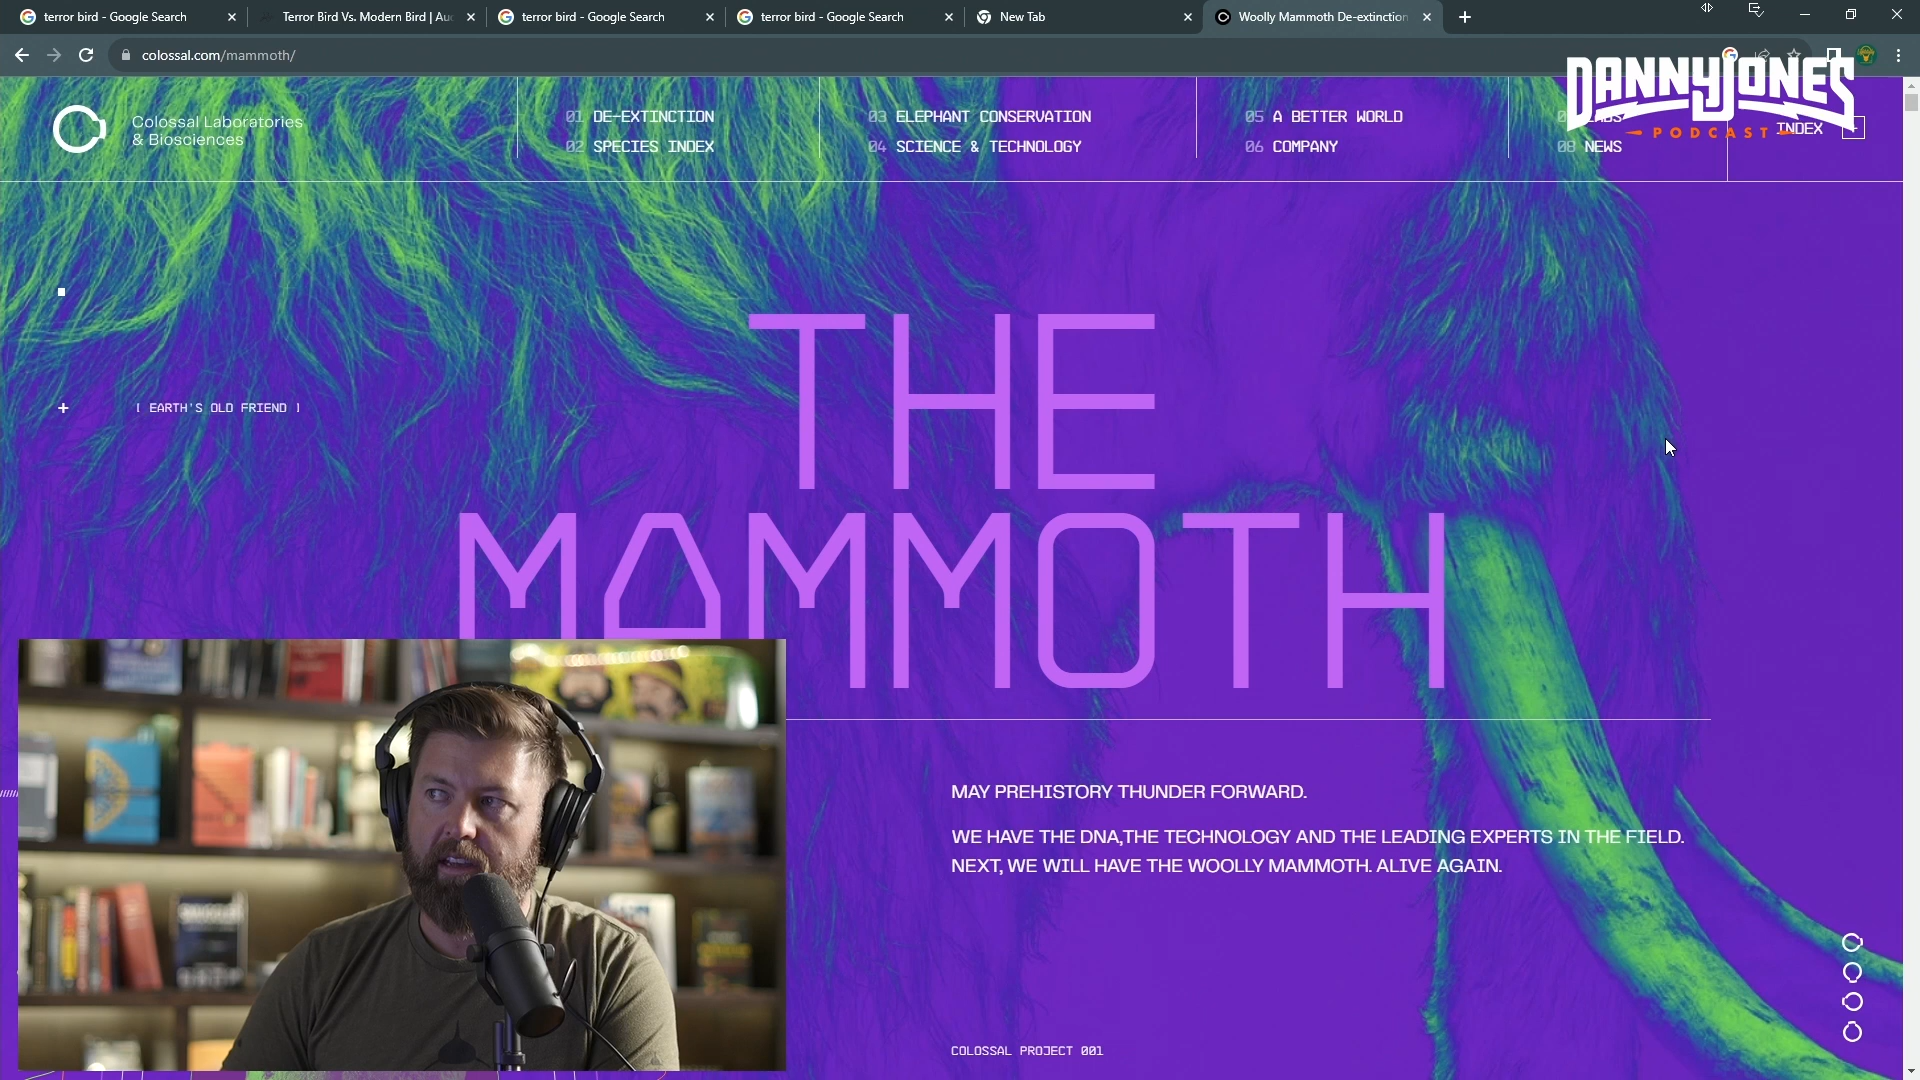 terror bird - Google Search
Terror Bird Vs. Modern Bird | Au
terror bird - Google Search
terror bird - Google Search
New Tab
Woolly Mammoth De-extinction
colossal.com/mammoth/
DANNY JONES
PODCAST
Colossal Laboratories
& Biosciences
01 DE-EXTINCTION
02 SPECIES INDEX
03 ELEPHANT CONSERVATION
04 SCIENCE & TECHNOLOGY
05 A BETTER WORLD
06 COMPANY
08 NEWS
INDEX
[ EARTH'S OLD FRIEND ]
THE
MAMMOTH
MAY PREHISTORY THUNDER FORWARD.
WE HAVE THE DNA,THE TECHNOLOGY AND THE LEADING EXPERTS IN THE FIELD.
NEXT, WE WILL HAVE THE WOOLLY MAMMOTH. ALIVE AGAIN.
COLOSSAL PROJECT 001